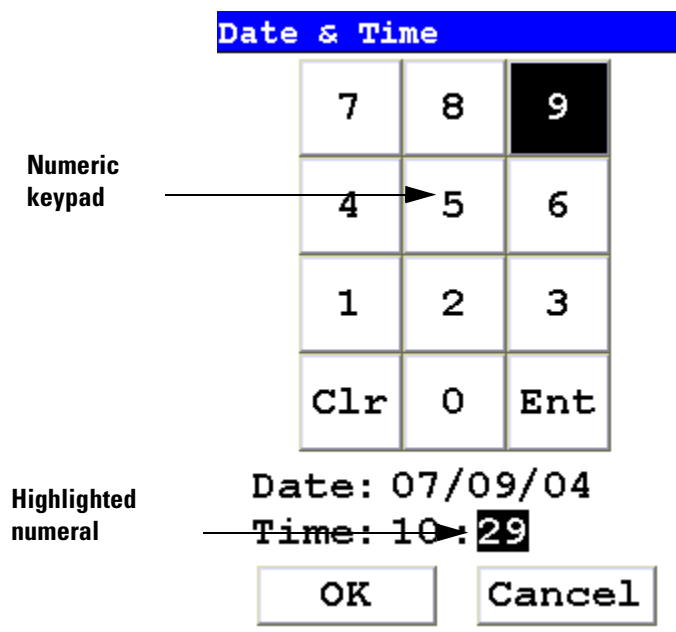 Date & Time
7 8 9
Numeric
keypad
4 5 6
1 2 3
Clr 0 Ent
Highlighted
numeral
Date: 07/09/04
Time: 10:29
OK Cancel